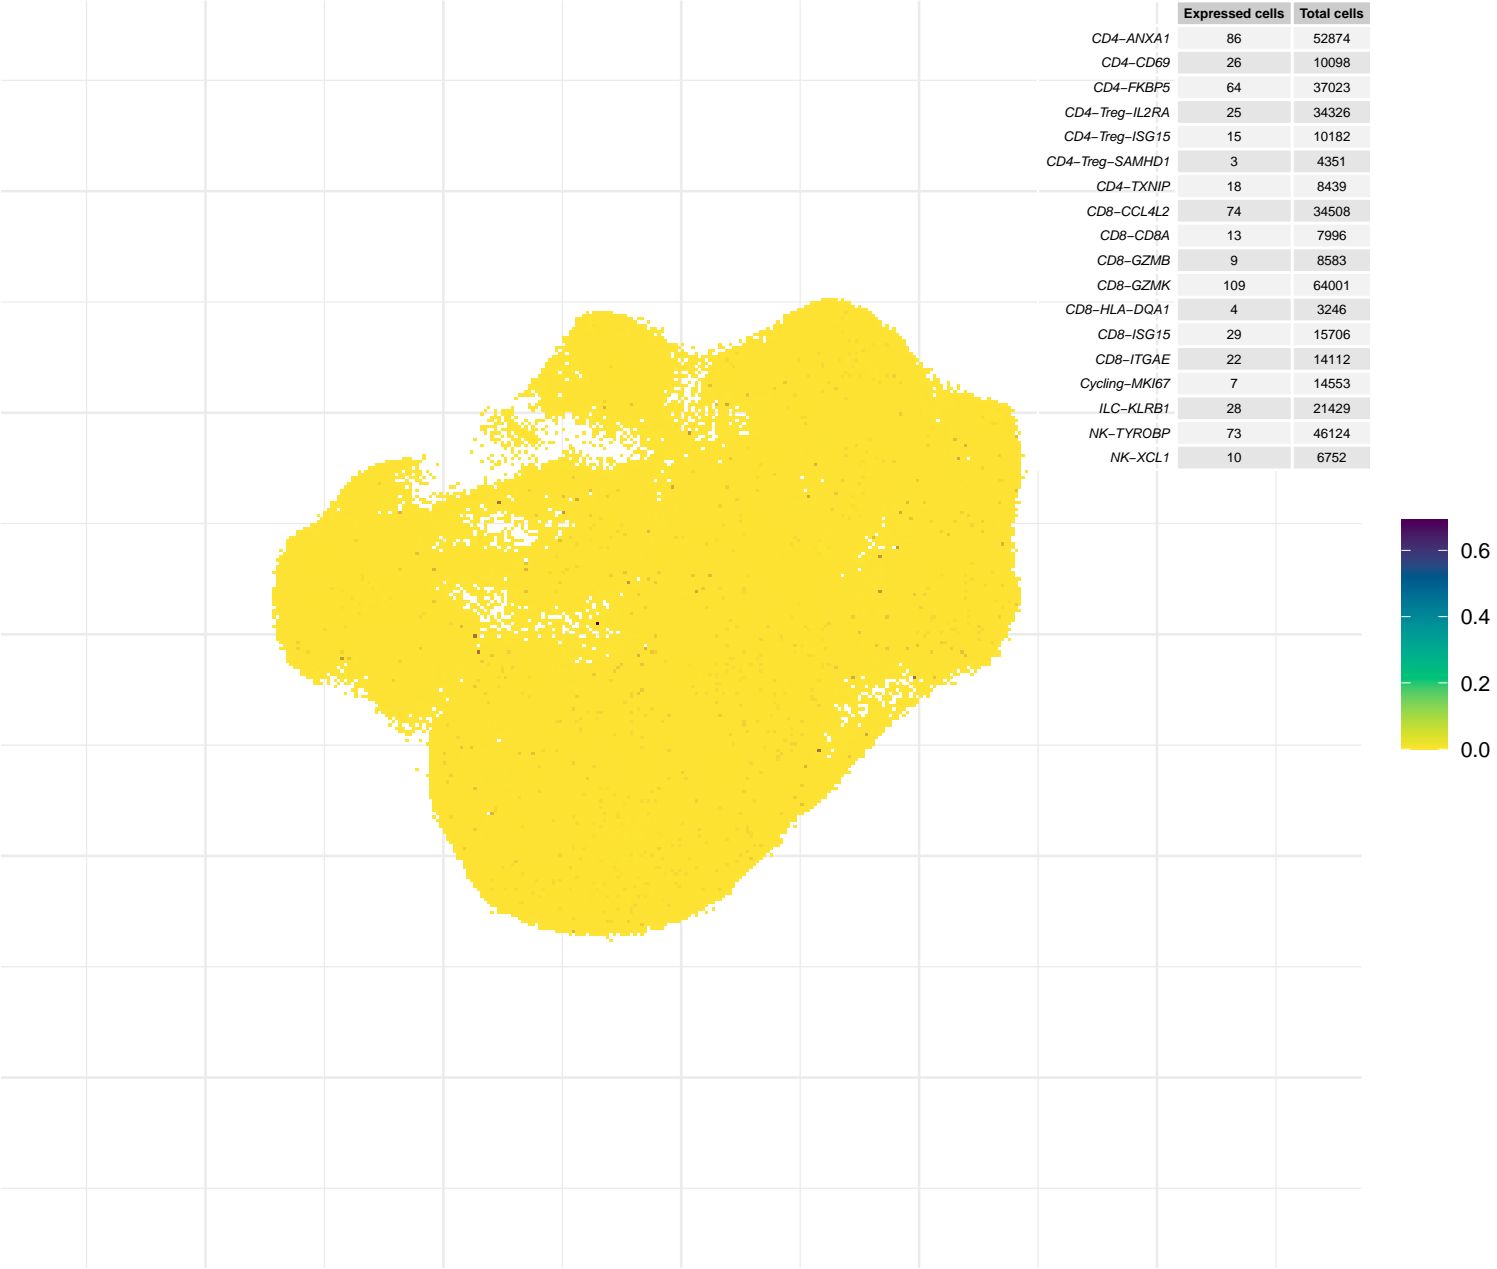 Expressed cells Total cells
CD4−ANXA1 86 52874
CD4−CD69 26 10098
CD4−FKBP5 64 37023
CD4−Treg−IL2RA 25 34326
CD4−Treg−ISG15 15 10182
CD4−Treg−SAMHD1 3 4351
CD4−TXNIP 18 8439
CD8−CCL4L2 74 34508
CD8−CD8A 13 7996
CD8−GZMB 9 8583
CD8−GZMK 109 64001
CD8−HLA−DQA1 4 3246
CD8−ISG15 29 15706
CD8−ITGAE 22 14112
Cycling−MKI67 7 14553
ILC−KLRB1 28 21429
NK−TYROBP 73 46124
NK−XCL1 10 6752
0.6
0.4
0.2
0.0